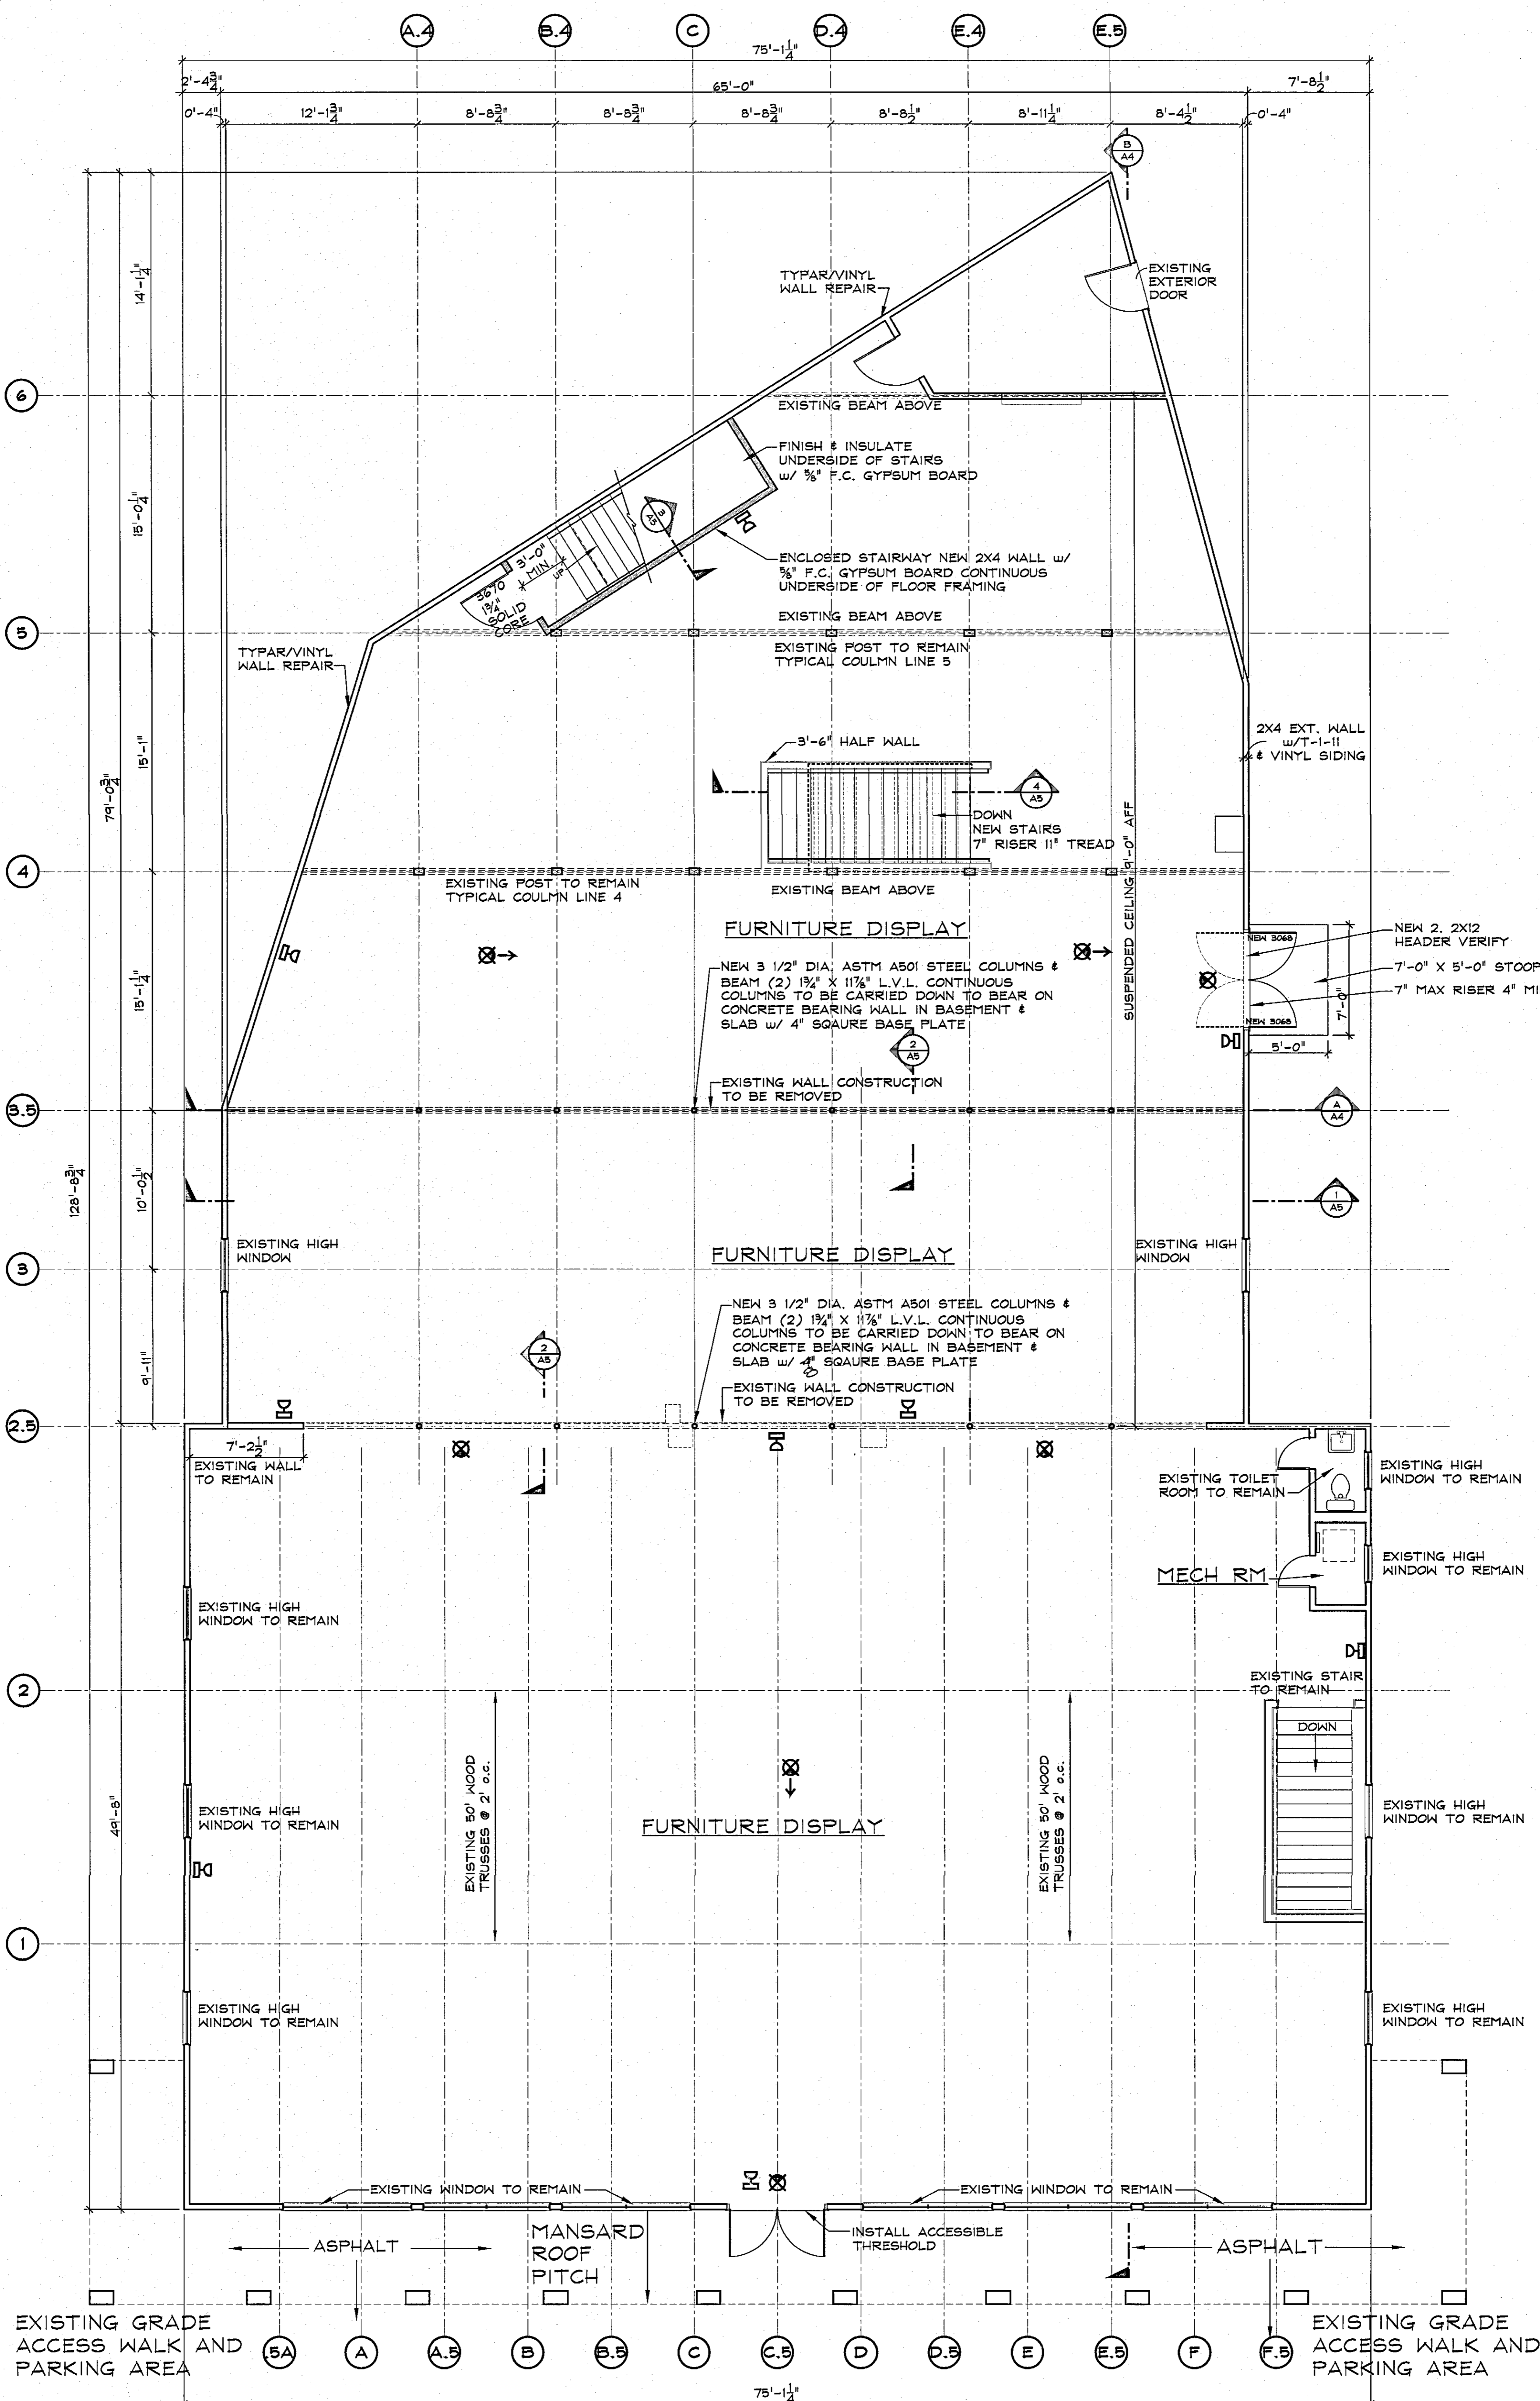 A.4 B.4 C D.4 E.4 E.5
75'-1 1/4"
2'-4 3/4" 65'-0" 7'-8 1/2"
0'-4" 12'-1 3/4" 8'-8 3/4" 8'-8 3/4" 8'-8 3/4" 8'-8 1/2" 8'-11 1/4" 8'-4 1/2" 0'-4"
B
A4
14'-1 1/4"
TYPAR/VINYL
WALL REPAIR
EXISTING
EXTERIOR
DOOR
6
EXISTING BEAM ABOVE
FINISH & INSULATE
UNDERSIDE OF STAIRS
w/ 5/8" F.C. GYPSUM BOARD
15'-0 1/4"
3
A5
3'-0"
MIN.
UP
3670
1 3/4"
SOLID
CORE
ENCLOSED STAIRWAY NEW 2X4 WALL w/
5/8" F.C. GYPSUM BOARD CONTINUOUS
UNDERSIDE OF FLOOR FRAMING
EXISTING BEAM ABOVE
5
TYPAR/VINYL
WALL REPAIR
EXISTING POST TO REMAIN
TYPICAL COULMN LINE 5
2X4 EXT. WALL
w/T-1-11
& VINYL SIDING
3'-6" HALF WALL
15'-1"
79'-0 3/4"
4
A5
DOWN
NEW STAIRS
7" RISER 11" TREAD
SUSPENDED CEILING 9'-0" AFF
4
EXISTING POST TO REMAIN
TYPICAL COULMN LINE 4
EXISTING BEAM ABOVE
FURNITURE DISPLAY
NEW 2. 2X12
HEADER VERIFY
NEW 3068
7'-0" X 5'-0" STOOP
7" MAX RISER 4" MI
NEW 3068
7'-0"
5'-0"
15'-1 1/4"
NEW 3 1/2" DIA. ASTM A501 STEEL COLUMNS &
BEAM (2) 1 3/4" X 11 7/8" L.V.L. CONTINUOUS
COLUMNS TO BE CARRIED DOWN TO BEAR ON
CONCRETE BEARING WALL IN BASEMENT &
SLAB w/ 4" SQAURE BASE PLATE
2
A5
EXISTING WALL CONSTRUCTION
TO BE REMOVED
3.5
A
A4
128'-8 3/4"
10'-0 1/2"
1
A5
EXISTING HIGH
WINDOW
FURNITURE DISPLAY
EXISTING HIGH
WINDOW
3
NEW 3 1/2" DIA. ASTM A501 STEEL COLUMNS &
BEAM (2) 1 3/4" X 11 7/8" L.V.L. CONTINUOUS
COLUMNS TO BE CARRIED DOWN TO BEAR ON
CONCRETE BEARING WALL IN BASEMENT &
SLAB w/ 4" SQAURE BASE PLATE
8
2
A5
9'-11"
EXISTING WALL CONSTRUCTION
TO BE REMOVED
2.5
7'-2 1/2"
EXISTING WALL
TO REMAIN
EXISTING TOILET
ROOM TO REMAIN
EXISTING HIGH
WINDOW TO REMAIN
MECH RM
EXISTING HIGH
WINDOW TO REMAIN
EXISTING HIGH
WINDOW TO REMAIN
EXISTING STAIR
TO REMAIN
2
DOWN
EXISTING 50' WOOD
TRUSSES @ 2' o.c.
EXISTING 50' WOOD
TRUSSES @ 2' o.c.
49'-8"
EXISTING HIGH
WINDOW TO REMAIN
FURNITURE DISPLAY
EXISTING HIGH
WINDOW TO REMAIN
1
EXISTING HIGH
WINDOW TO REMAIN
EXISTING HIGH
WINDOW TO REMAIN
EXISTING WINDOW TO REMAIN
EXISTING WINDOW TO REMAIN
ASPHALT
MANSARD
ROOF
PITCH
INSTALL ACCESSIBLE
THRESHOLD
ASPHALT
EXISTING GRADE
ACCESS WALK AND
PARKING AREA
EXISTING GRADE
ACCESS WALK AND
PARKING AREA
.5A A A.5 B B.5 C C.5 D D.5 E E.5 F F.5
75'-1 1/4"